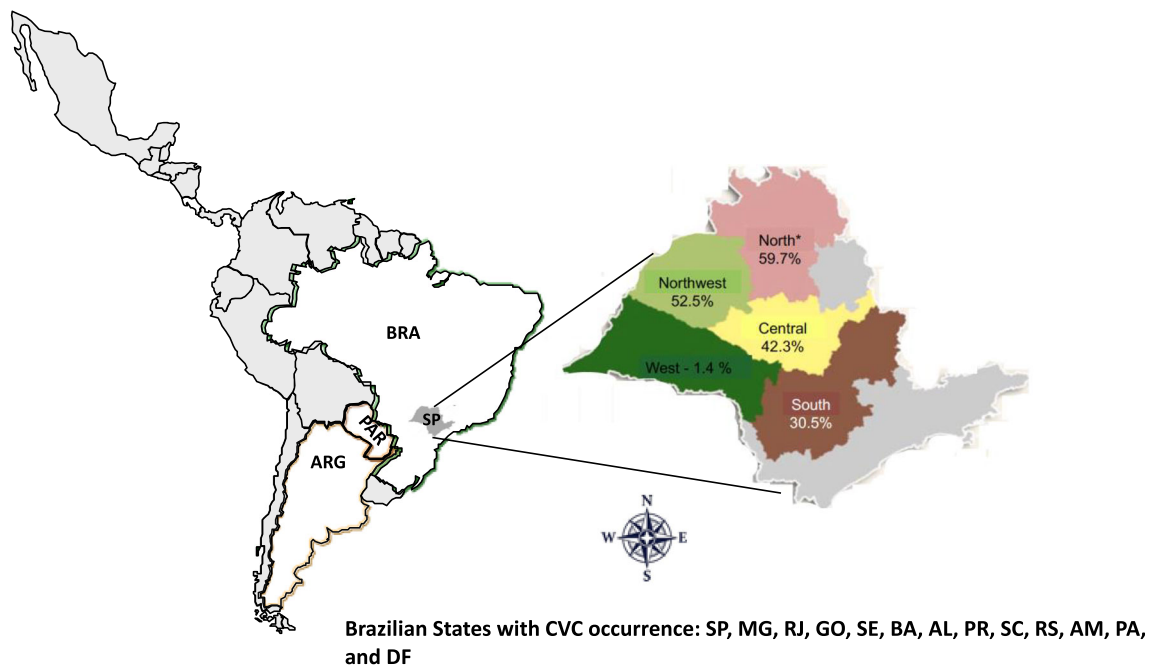 BRA
SP
PAR
ARG
North*
59.7%
Northwest
52.5%
Central
42.3%
West - 1.4 %
South
30.5%
N
W
E
S
Brazilian States with CVC occurrence: SP, MG, RJ, GO, SE, BA, AL, PR, SC, RS, AM, PA,
and DF